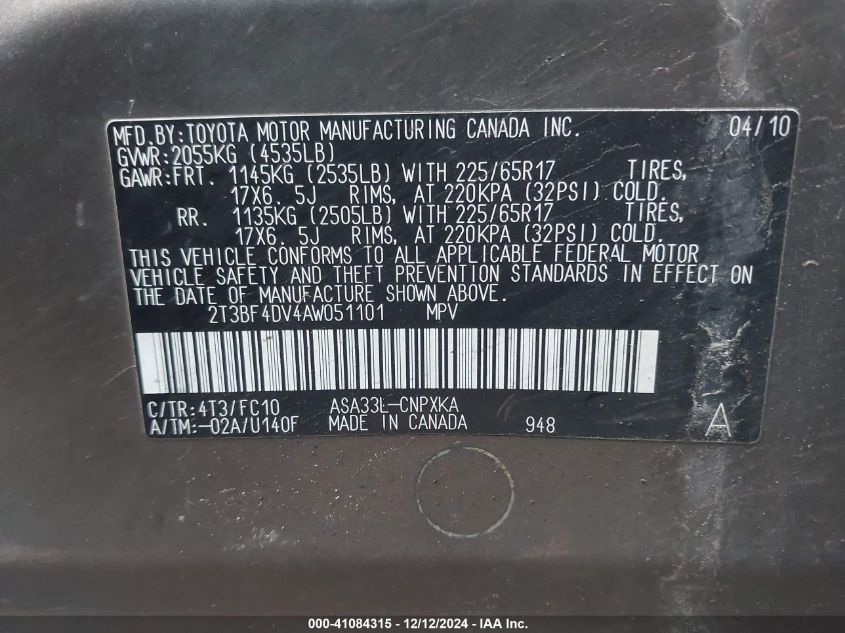 MFD.BY:TOYOTA MOTOR MANUFACTURING CANADA INC. 04/10
GVWR:2055KG (4535LB)
GAWR:FRT. 1145KG (2535LB) WITH 225/65R17 TIRES,
17X6. 5J RIMS, AT 220KPA (32PSI) COLD.
RR. 1135KG (2505LB) WITH 225/65R17 TIRES,
17X6. 5J RIMS, AT 220KPA (32PSI) COLD.
THIS VEHICLE CONFORMS TO ALL APPLICABLE FEDERAL MOTOR
VEHICLE SAFETY AND THEFT PREVENTION STANDARDS IN EFFECT ON
THE DATE OF MANUFACTURE SHOWN ABOVE.
2T3BF4DV4AW051101 MPV
C/TR:4T3/FC10 ASA33L-CNPXKA
A/TM:-02A/U140F MADE IN CANADA 948 A
000-41084315 - 12/12/2024 - IAA Inc.